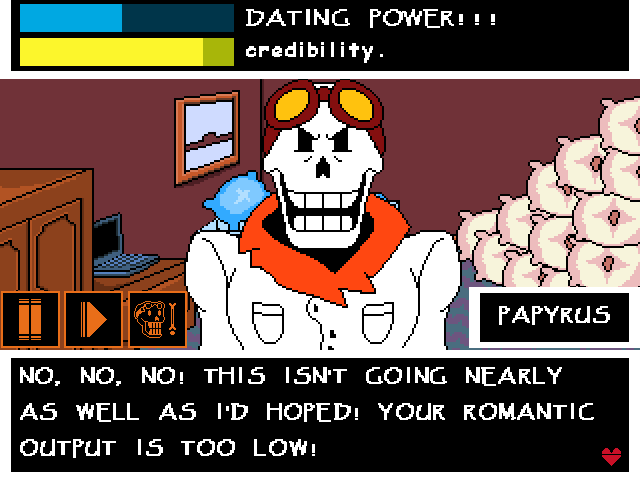 DATING POWER!!!
credibility.
PAPYRUS
NO, NO, NO! THIS ISN'T GOING NEARLY
AS WELL AS I'D HOPED! YOUR ROMANTIC
OUTPUT IS TOO LOW!